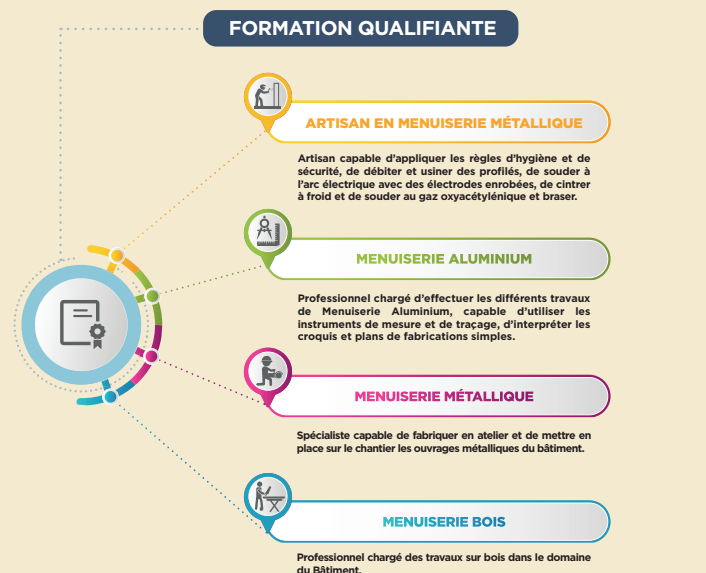 FORMATION QUALIFIANTE
ARTISAN EN MENUISERIE MÉTALLIQUE
Artisan capable d’appliquer les règles d’hygiène et de
sécurité, de débiter et usiner des profilés, de souder à
l’arc électrique avec des électrodes enrobées, de cintrer
à froid et de souder au gaz oxyacétylénique et braser.
MENUISERIE ALUMINIUM
Professionnel chargé d’effectuer les différents travaux
de Menuiserie Aluminium, capable d’utiliser les
instruments de mesure et de traçage, d’interpréter les
croquis et plans de fabrications simples.
MENUISERIE MÉTALLIQUE
Spécialiste capable de fabriquer en atelier et de mettre en
place sur le chantier les ouvrages métalliques du bâtiment.
MENUISERIE BOIS
Professionnel chargé des travaux sur bois dans le domaine
du Bâtiment.